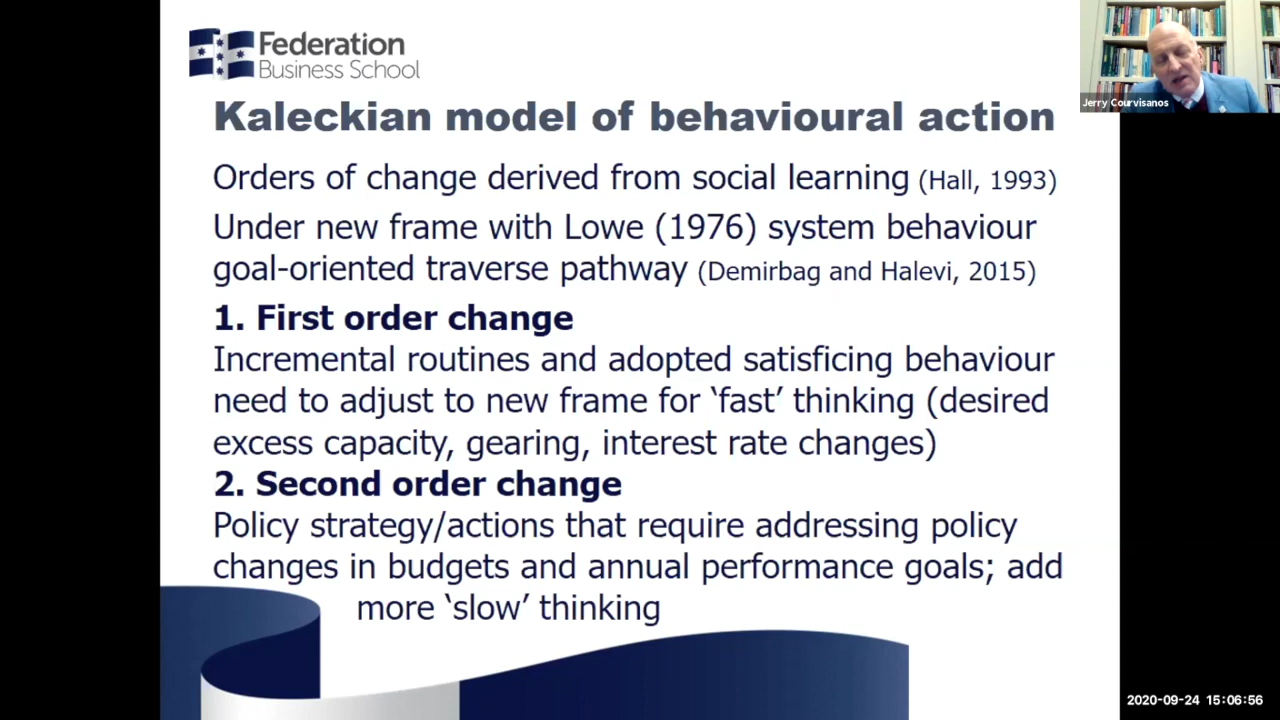 Federation
Business School
Jerry Courvisanos
Kaleckian model of behavioural action
Orders of change derived from social learning (Hall, 1993)
Under new frame with Lowe (1976) system behaviour
goal-oriented traverse pathway (Demirbag and Halevi, 2015)
1. First order change
Incremental routines and adopted satisficing behaviour
need to adjust to new frame for ‘fast’ thinking (desired
excess capacity, gearing, interest rate changes)
2. Second order change
Policy strategy/actions that require addressing policy
changes in budgets and annual performance goals; add
more ‘slow’ thinking
2020-09-24 15:06:56